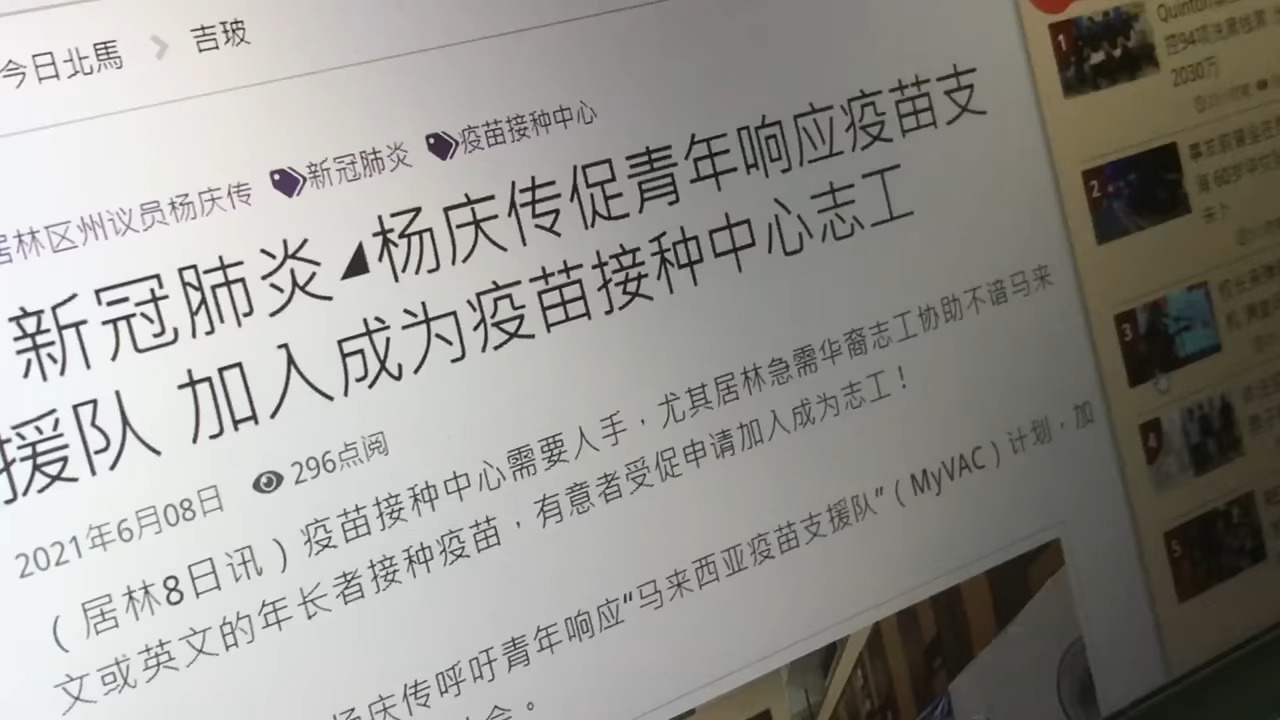 今日北馬 > 吉玻
居林区州议员杨庆传 新冠肺炎 疫苗接种中心
新冠肺炎◢杨庆传促青年响应疫苗支
援队 加入成为疫苗接种中心志工
2021年6月08日 296点阅
(居林8日讯)疫苗接种中心需要人手，尤其居林急需华裔志工协助不谙马来
文或英文的年长者接种疫苗，有意者受促申请加入成为志工！
杨庆传呼吁青年响应“马来西亚疫苗支援队”(MyVAC)计划，加
1
2030万
2
3
4
5